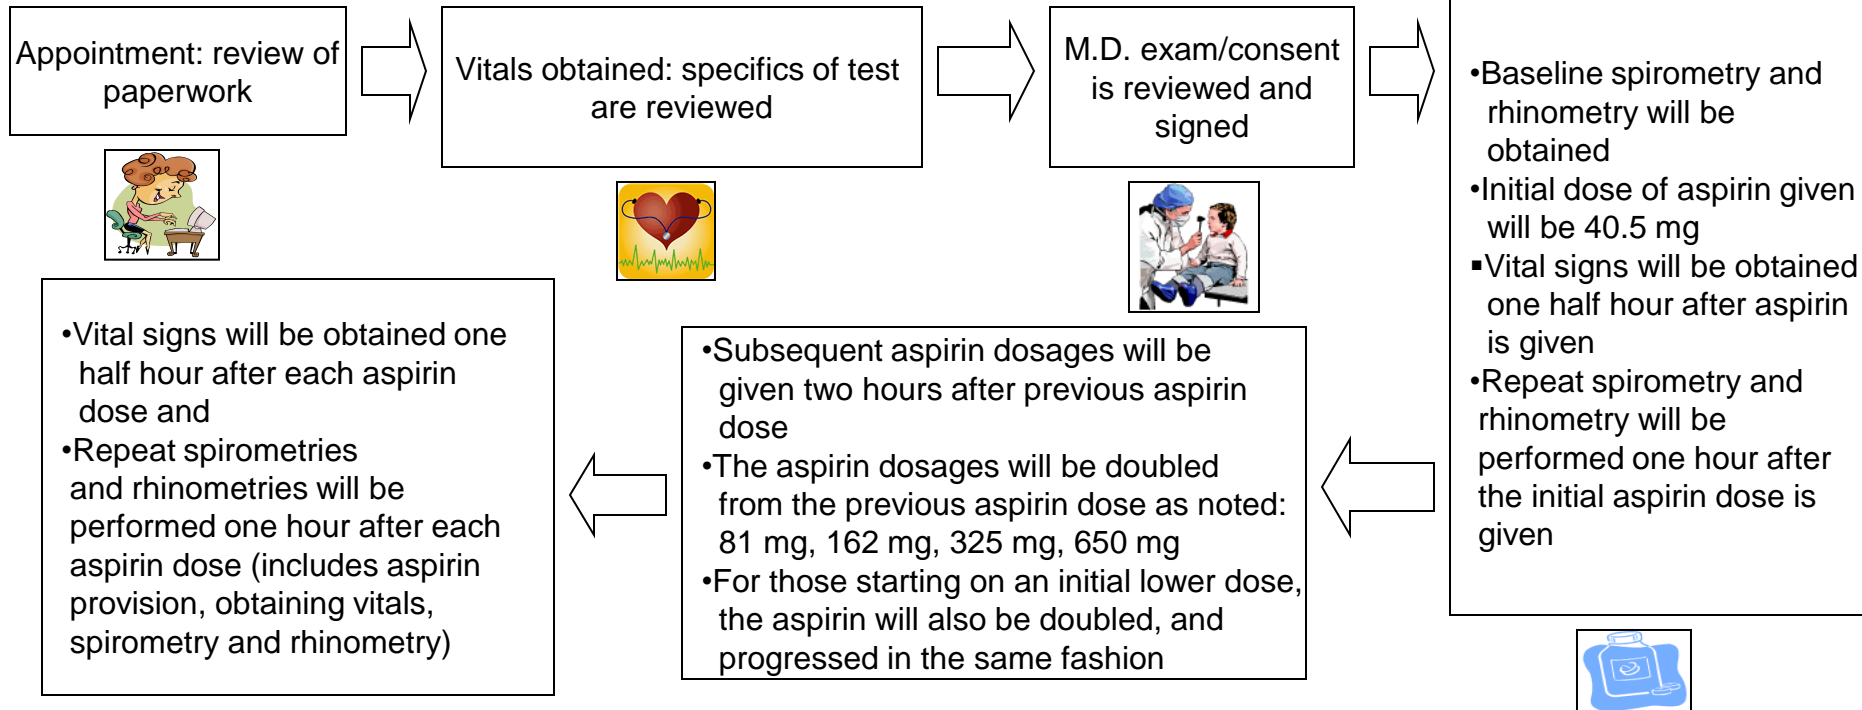 Appointment: review of
paperwork
Vitals obtained: specifics of test
are reviewed
M.D. exam/consent
is reviewed and
signed
•Baseline spirometry and
rhinometry will be
obtained
•Initial dose of aspirin given
will be 40.5 mg
▪Vital signs will be obtained
one half hour after aspirin
is given
•Repeat spirometry and
rhinometry will be
performed one hour after
the initial aspirin dose is
given
•Subsequent aspirin dosages will be
given two hours after previous aspirin
dose
•The aspirin dosages will be doubled
from the previous aspirin dose as noted:
81 mg, 162 mg, 325 mg, 650 mg
•For those starting on an initial lower dose,
the aspirin will also be doubled, and
progressed in the same fashion
•Vital signs will be obtained one
half hour after each aspirin
dose and
•Repeat spirometries
and rhinometries will be
performed one hour after each
aspirin dose (includes aspirin
provision, obtaining vitals,
spirometry and rhinometry)